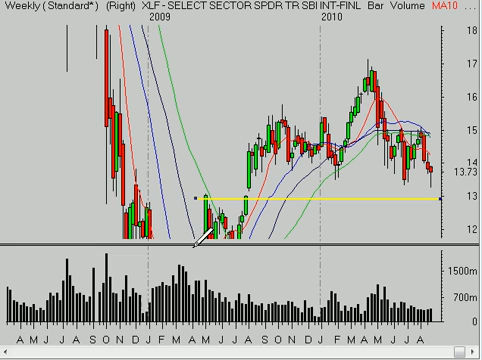 Weekly ( Standard* ) (Right) XLF - SELECT SECTOR SPDR TR SBI INT-FINL Bar Volume MA10 ...
2009 2010
18
17
16
15
14
13.73
13
12
1500m
700m
0
A M J J A S O N D J F M A M J J A S O N D J F M A M J J A